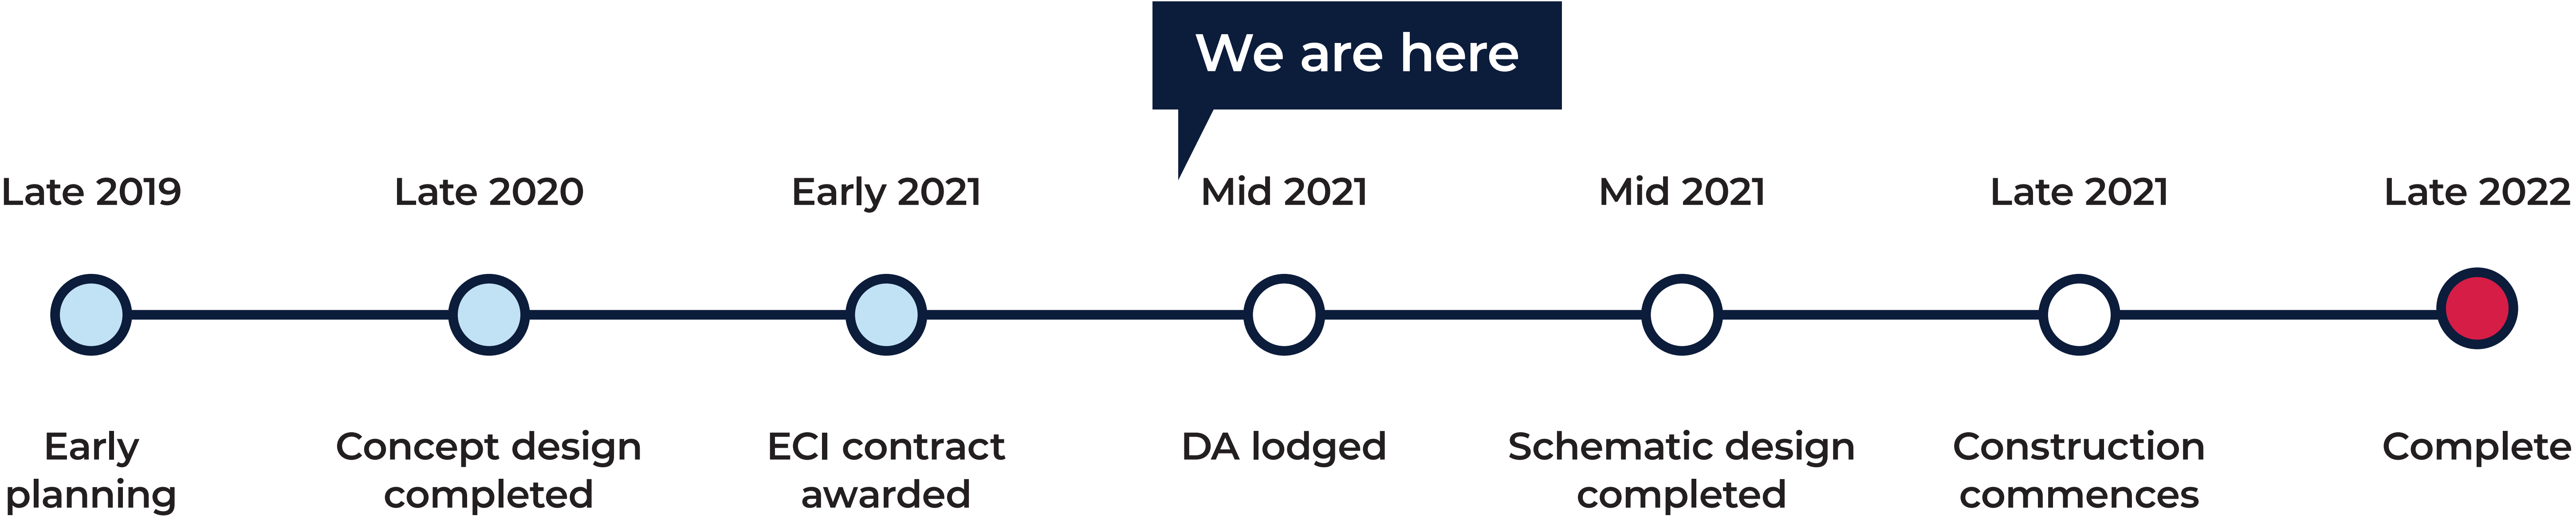 We are here
Late 2019
Late 2020
Early 2021
Mid 2021
Mid 2021
Late 2021
Late 2022
Early
planning
Concept design
completed
ECI contract
awarded
DA lodged
Schematic design
completed
Construction
commences
Complete